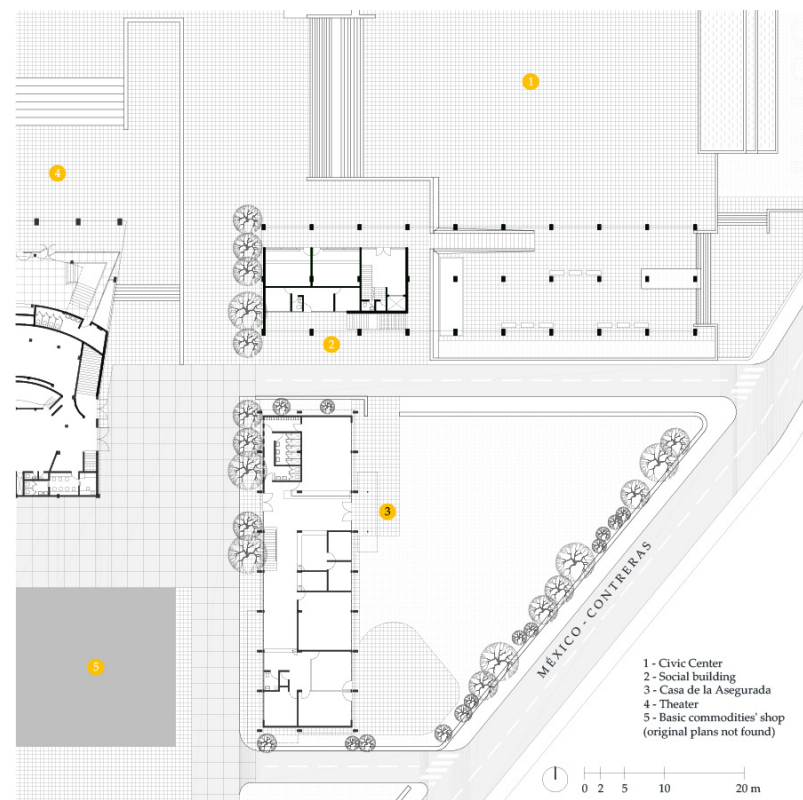 1
4
2
3
5
MÉXICO - CONTRERAS
1 - Civic Center
2 - Social building
3 - Casa de la Asegurada
4 - Theater
5 - Basic commodities' shop
(original plans not found)
0 2 5 10 20 m